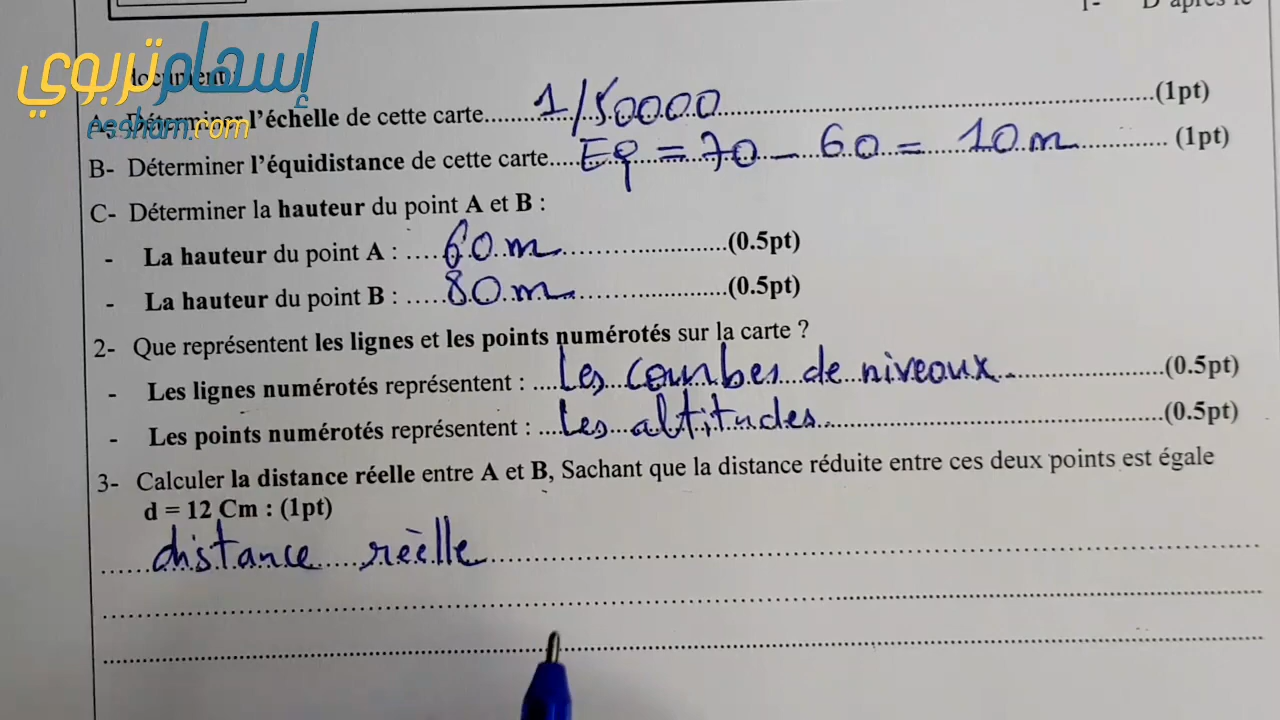 1- D'après le
إسهام تربوي
eesham.com
document :
A- Déterminer l'échelle de cette carte..........1/50000..........(1pt)
B- Déterminer l'équidistance de cette carte....Eq = 70 - 60 = 10 m.......... (1pt)
C- Déterminer la hauteur du point A et B :
- La hauteur du point A : ....60 m..........(0.5pt)
- La hauteur du point B : .....80 m..........(0.5pt)
2- Que représentent les lignes et les points numérotés sur la carte ?
- Les lignes numérotés représentent : ....Les courbes de niveaux..........(0.5pt)
- Les points numérotés représentent : ...Les altitudes..........(0.5pt)
3- Calculer la distance réelle entre A et B, Sachant que la distance réduite entre ces deux points est égale
d = 12 Cm : (1pt)
......distance réelle..........